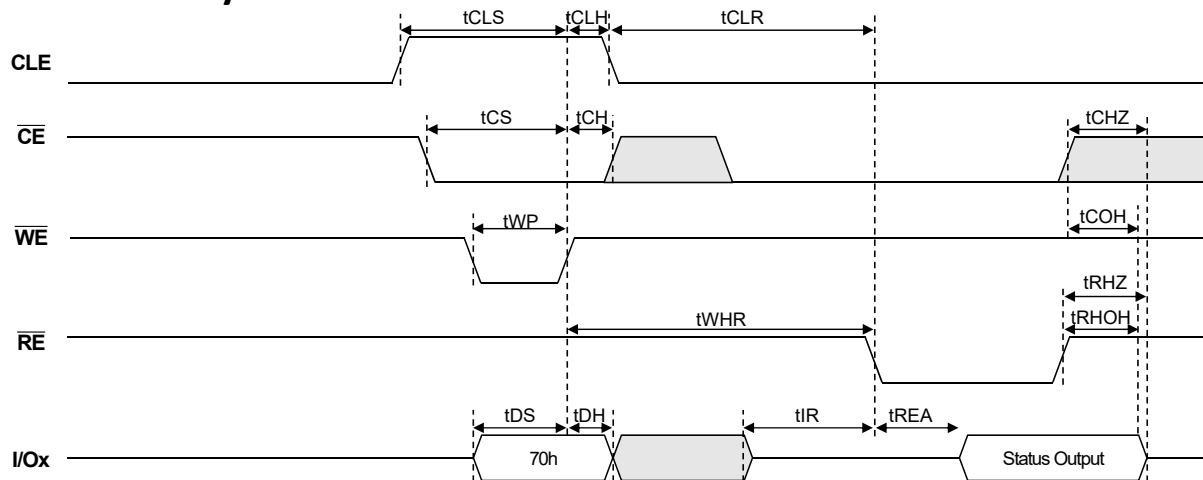 tCLS tCLH tCLR
CLE
tCS tCH tCHZ
CE
tWP tCOH
WE
tRHZ
tWHR tRHOH
RE
tDS tDH tIR tREA
I/Ox 70h Status Output